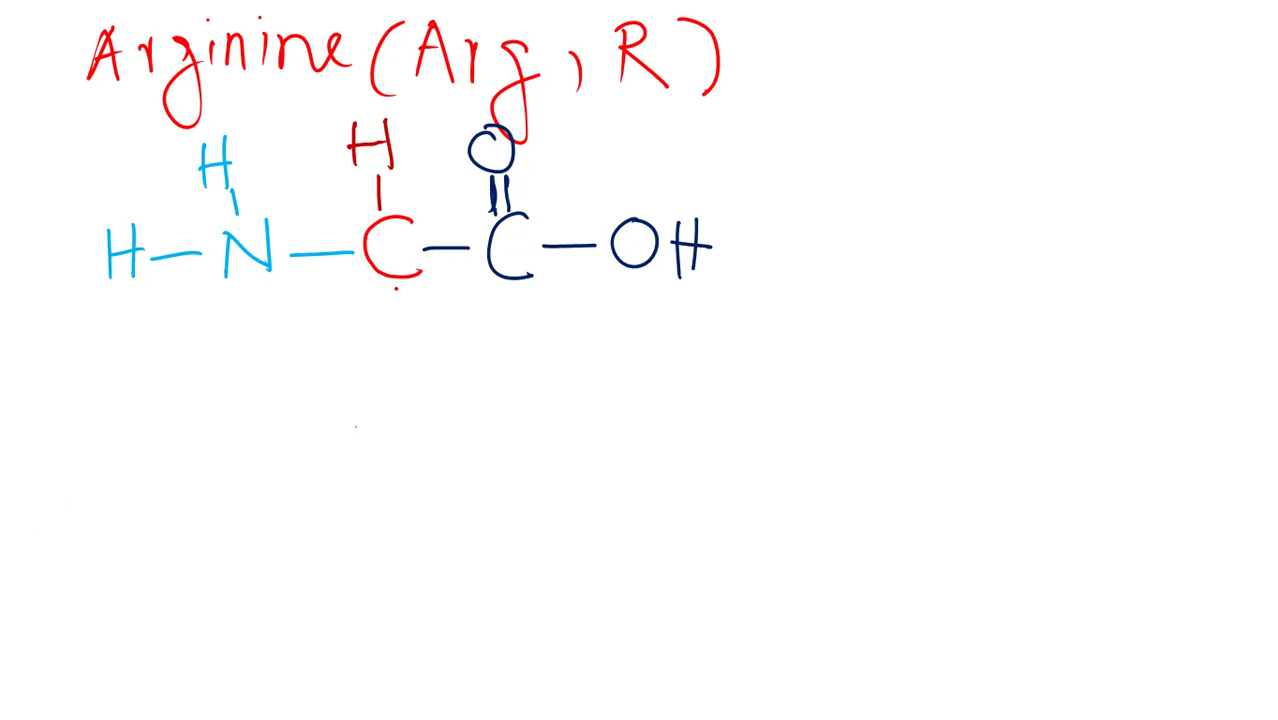 Arginine (Arg, R)
H H O
H—N—C—C—OH